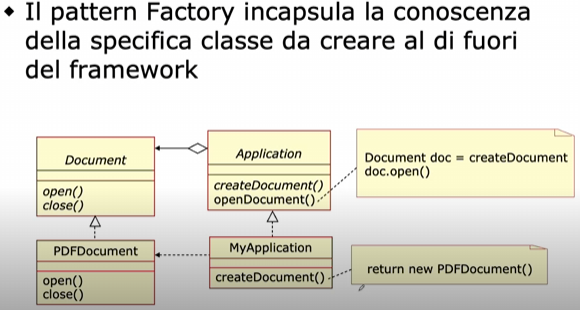 Il pattern Factory incapsula la conoscenza
della specifica classe da creare al di fuori
del framework
Document
open()
close()
Application
createDocument()
openDocument()
Document doc = createDocument
doc.open()
PDFDocument
open()
close()
MyApplication
createDocument()
return new PDFDocument()